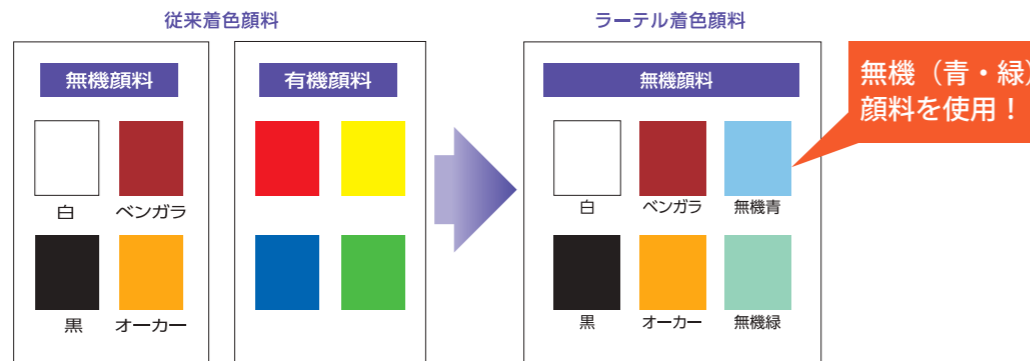 従来着色顔料
無機顔料
白
ベンガラ
黒
オーカー
有機顔料
ラーテル着色顔料
無機顔料
白
ベンガラ
無機青
黒
オーカー
無機緑
無機（青・緑）
顔料を使用！